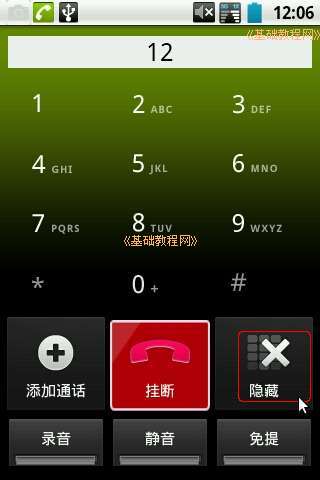 12:06
《基础教程网》
12
1 2 ABC 3 DEF
4 GHI 5 JKL 6 MNO
7 PQRS 8 TUV 9 WXYZ
《基础教程网》
* 0 + #
添加通话 挂断 隐藏
录音 静音 免提